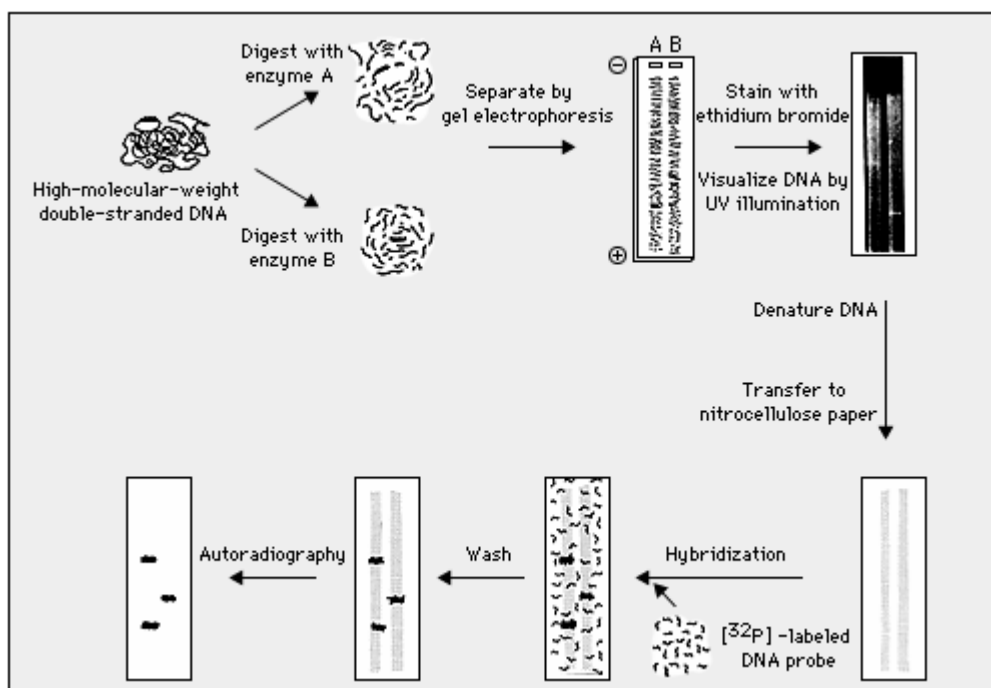 Digest with
enzyme A
High-molecular-weight
double-stranded DNA
Digest with
enzyme B
Separate by
gel electrophoresis
A B
⊖
⊕
Stain with
ethidium bromide
Visualize DNA by
UV illumination
Denature DNA
Transfer to
nitrocellulose paper
Hybridization
[32P]-labeled
DNA probe
Wash
Autoradiography